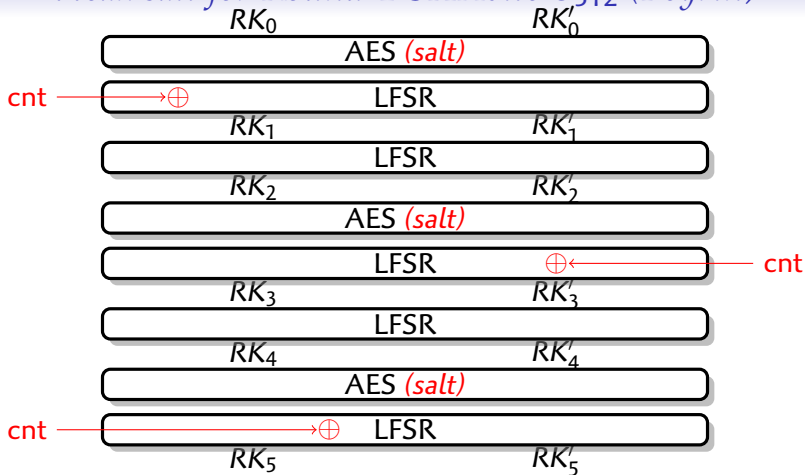 RK₀ RK′₀
AES (salt)
cnt LFSR
RK₁ RK′₁
LFSR
RK₂ RK′₂
AES (salt)
LFSR cnt
RK₃ RK′₃
LFSR
RK₄ RK′₄
AES (salt)
cnt LFSR
RK₅ RK′₅